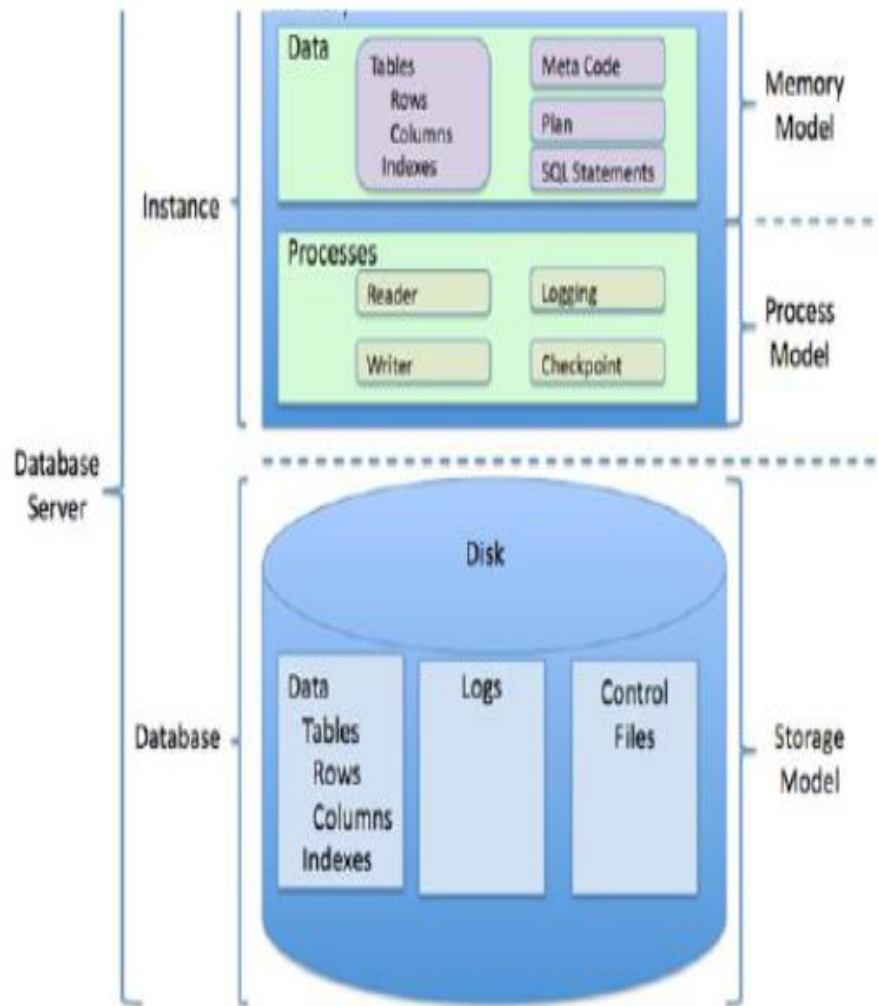 Data
Tables
Rows
Columns
Indexes
Meta Code
Plan
SQL Statements
Memory
Model
Instance
Processes
Reader
Logging
Writer
Checkpoint
Process
Model
Database
Server
Disk
Data
Tables
Rows
Columns
Indexes
Logs
Control
Files
Database
Storage
Model